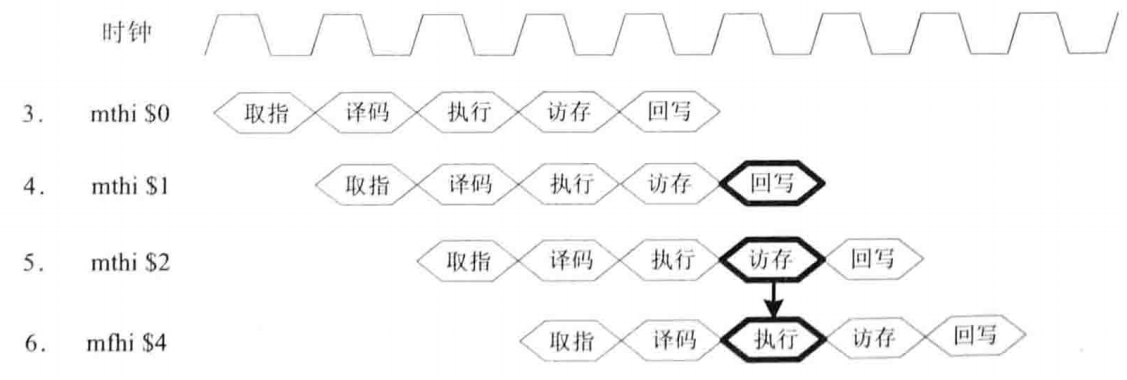 时钟
3. mthi $0 取指 译码 执行 访存 回写
4. mthi $1 取指 译码 执行 访存 回写
5. mthi $2 取指 译码 执行 访存 回写
6. mfhi $4 取指 译码 执行 访存 回写